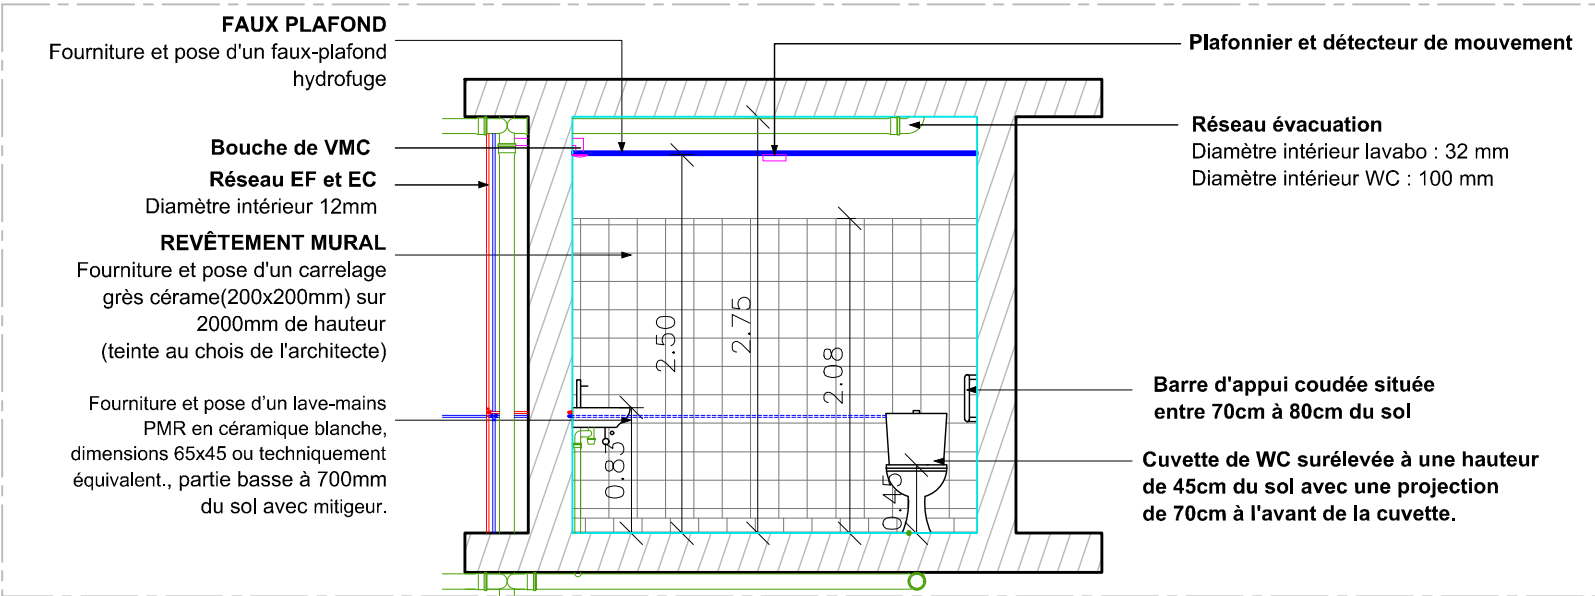 FAUX PLAFOND
Fourniture et pose d'un faux-plafond
hydrofuge
Bouche de VMC
Réseau EF et EC
Diamètre intérieur 12mm
REVÊTEMENT MURAL
Fourniture et pose d'un carrelage
grès cérame(200x200mm) sur
2000mm de hauteur
(teinte au chois de l'architecte)
Fourniture et pose d'un lave-mains
PMR en céramique blanche,
dimensions 65x45 ou techniquement
équivalent., partie basse à 700mm
du sol avec mitigeur.
2.50
2.75
2.08
0.83
0.45
Plafonnier et détecteur de mouvement
Réseau évacuation
Diamètre intérieur lavabo : 32 mm
Diamètre intérieur WC : 100 mm
Barre d'appui coudée située
entre 70cm à 80cm du sol
Cuvette de WC surélevée à une hauteur
de 45cm du sol avec une projection
de 70cm à l'avant de la cuvette.